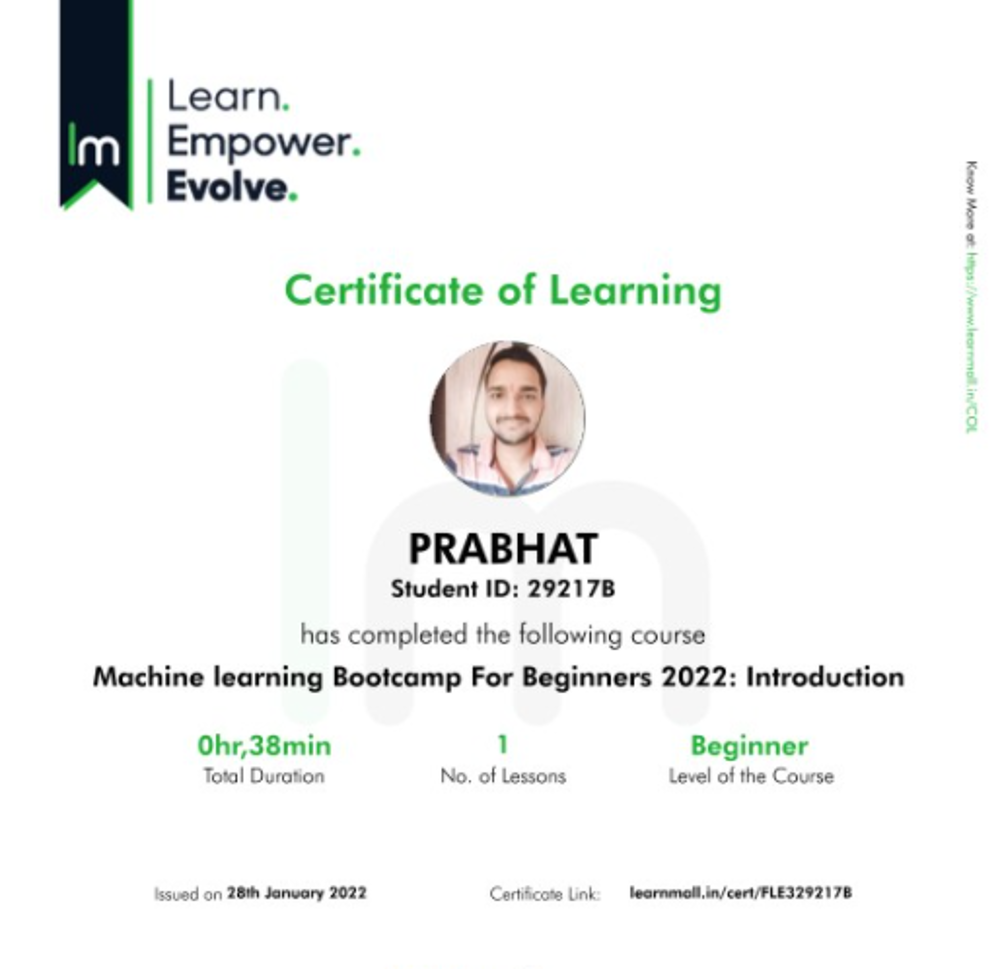 lm
Learn.
Empower.
Evolve.
Know More at: https://www.learnmall.in/COL
Certificate of Learning
PRABHAT
Student ID: 29217B
has completed the following course
Machine learning Bootcamp For Beginners 2022: Introduction
0hr,38min
1
Beginner
Total Duration
No. of Lessons
Level of the Course
Issued on 28th January 2022
Certificate Link: learnmall.in/cert/FLE329217B